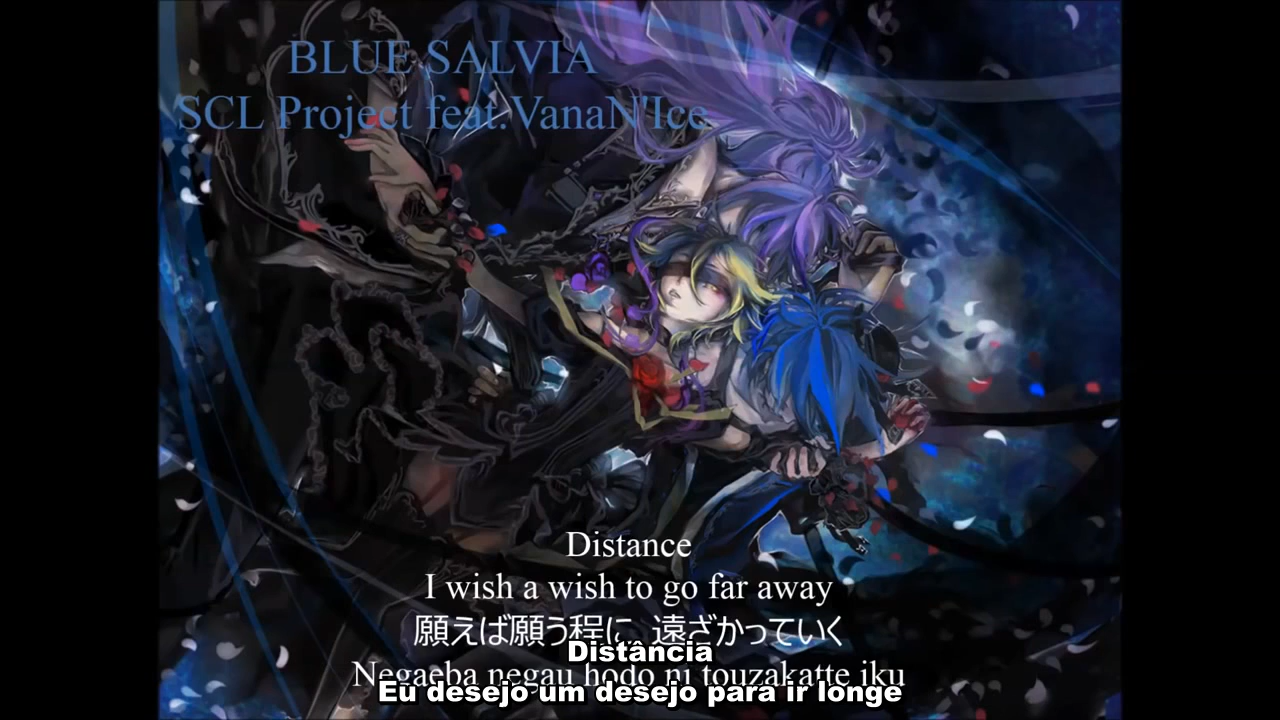 BLUE SALVIA
SCL Project feat.VanaN'Ice
Distance
I wish a wish to go far away
願えば願う程に、遠ざかっていく
Distância
Negaeba negau hodo ni touzakatte iku
Eu desejo um desejo para ir longe